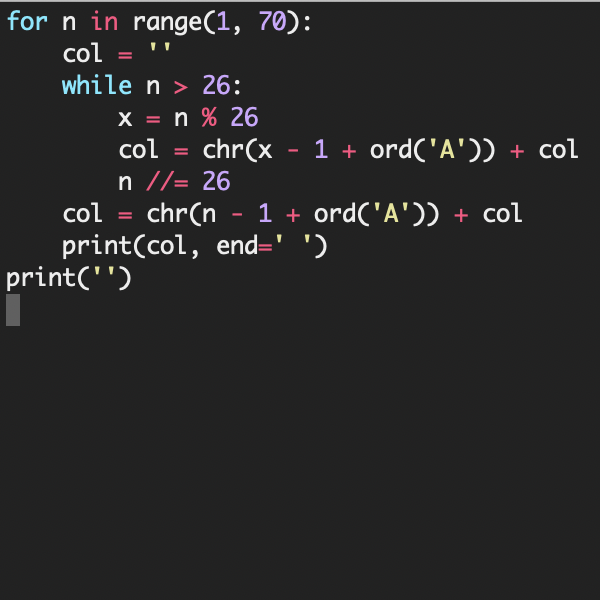 for n in range(1, 70):
    col = ''
    while n > 26:
        x = n % 26
        col = chr(x - 1 + ord('A')) + col
        n //= 26
    col = chr(n - 1 + ord('A')) + col
    print(col, end=' ')
print('')